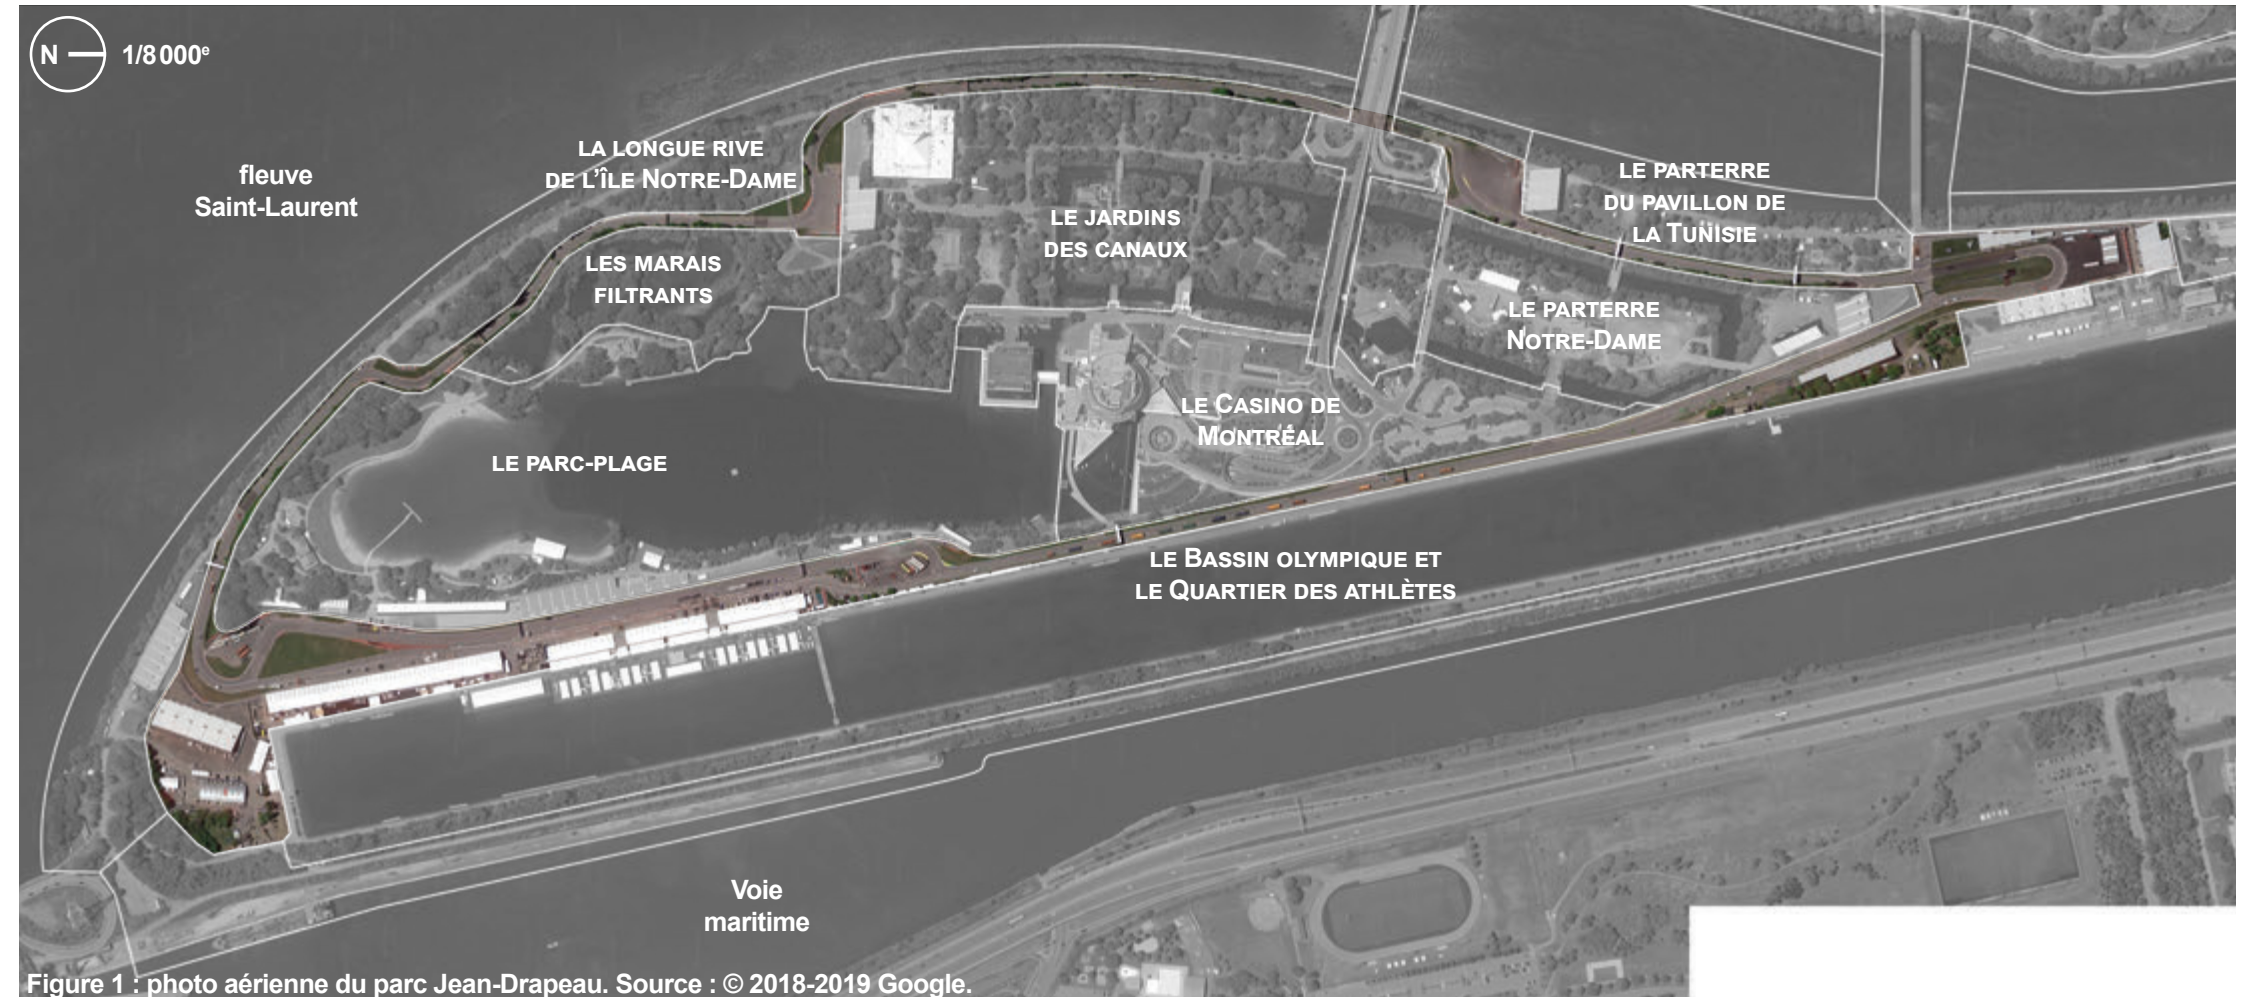 N 1/8 000e
fleuve
Saint-Laurent
LA LONGUE RIVE
DE L'ÎLE NOTRE-DAME
LES MARAIS
FILTRANTS
LE JARDINS
DES CANAUX
LE PARTERRE
DU PAVILLON DE
LA TUNISIE
LE PARTERRE
NOTRE-DAME
LE CASINO DE
MONTRÉAL
LE PARC-PLAGE
LE BASSIN OLYMPIQUE ET
LE QUARTIER DES ATHLÈTES
Voie
maritime
Figure 1 : photo aérienne du parc Jean-Drapeau. Source : © 2018-2019 Google.